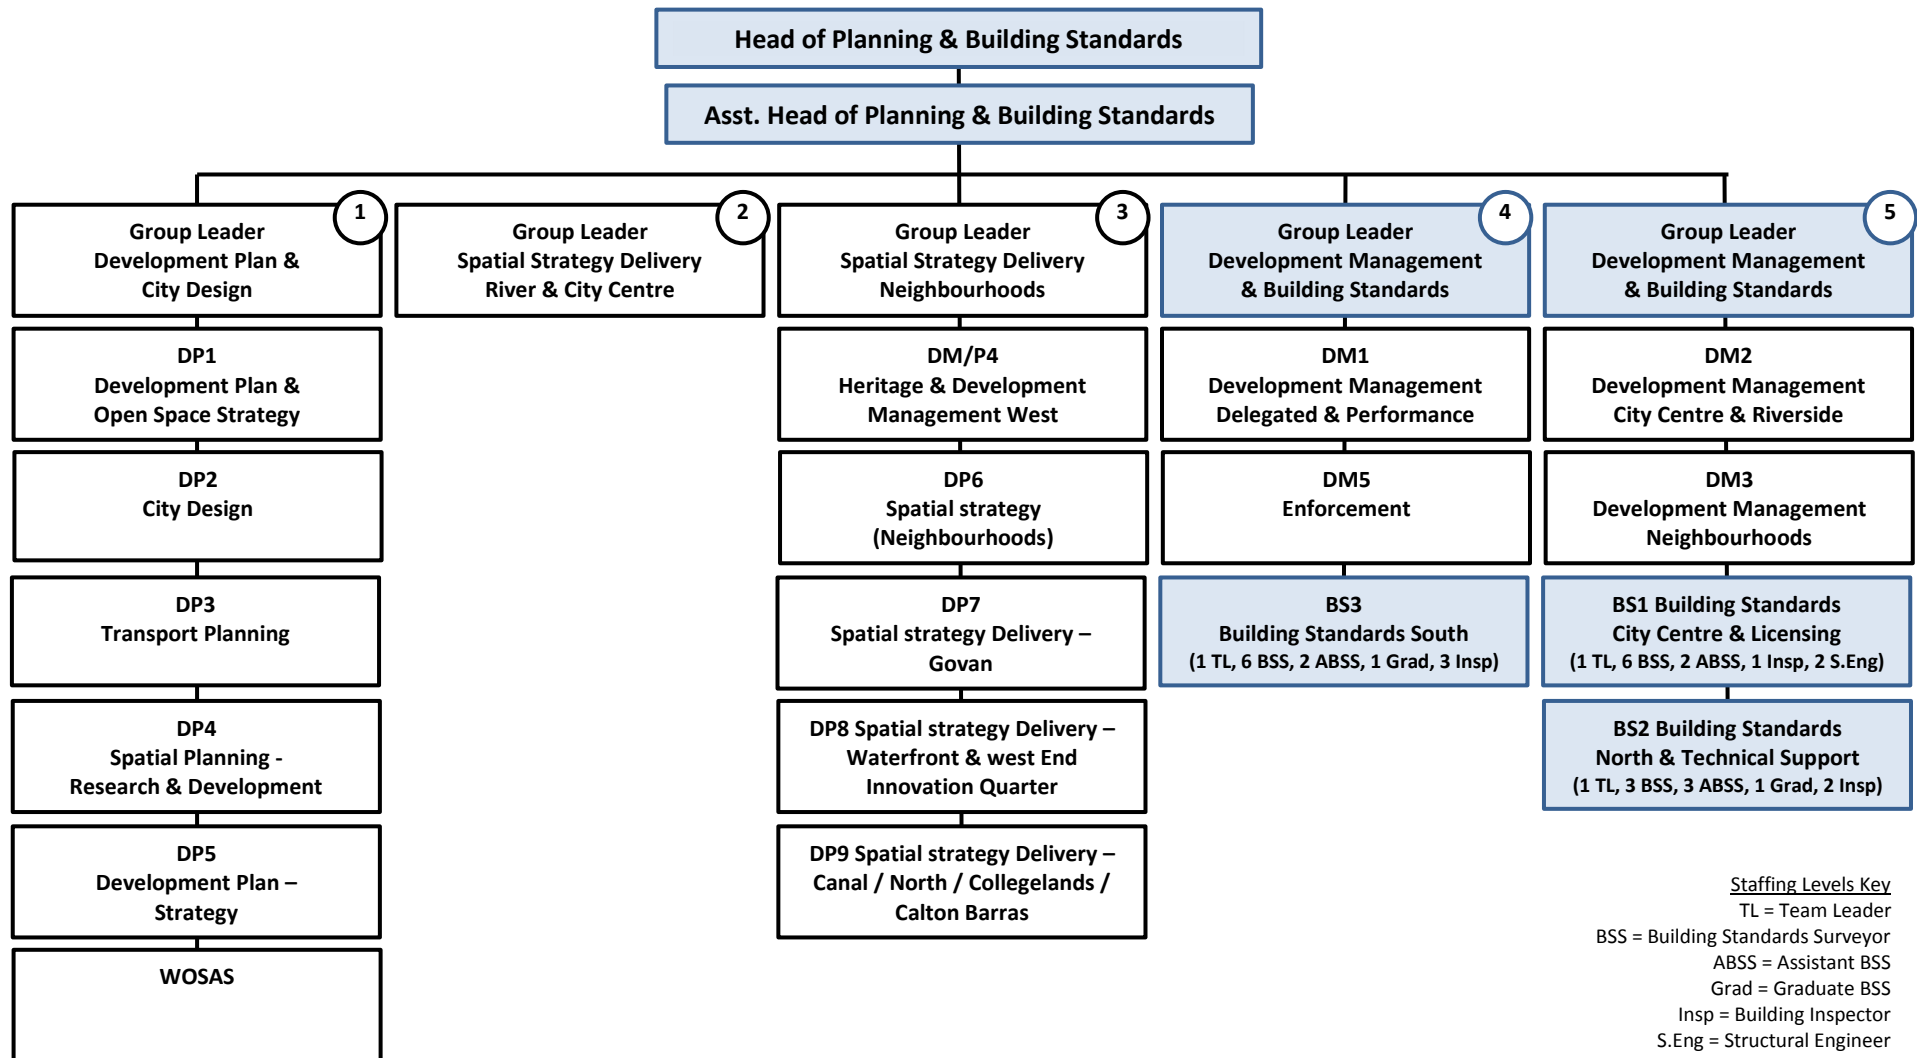 Head of Planning & Building Standards
Asst. Head of Planning & Building Standards
1
Group Leader
Development Plan &
City Design
DP1
Development Plan &
Open Space Strategy
DP2
City Design
DP3
Transport Planning
DP4
Spatial Planning -
Research & Development
DP5
Development Plan –
Strategy
WOSAS
2
Group Leader
Spatial Strategy Delivery
River & City Centre
3
Group Leader
Spatial Strategy Delivery
Neighbourhoods
DM/P4
Heritage & Development
Management West
DP6
Spatial strategy
(Neighbourhoods)
DP7
Spatial strategy Delivery –
Govan
DP8 Spatial strategy Delivery –
Waterfront & west End
Innovation Quarter
DP9 Spatial strategy Delivery –
Canal / North / Collegelands /
Calton Barras
4
Group Leader
Development Management
& Building Standards
DM1
Development Management
Delegated & Performance
DM5
Enforcement
BS3
Building Standards South
(1 TL, 6 BSS, 2 ABSS, 1 Grad, 3 Insp)
5
Group Leader
Development Management
& Building Standards
DM2
Development Management
City Centre & Riverside
DM3
Development Management
Neighbourhoods
BS1 Building Standards
City Centre & Licensing
(1 TL, 6 BSS, 2 ABSS, 1 Insp, 2 S.Eng)
BS2 Building Standards
North & Technical Support
(1 TL, 3 BSS, 3 ABSS, 1 Grad, 2 Insp)
Staffing Levels Key
TL = Team Leader
BSS = Building Standards Surveyor
ABSS = Assistant BSS
Grad = Graduate BSS
Insp = Building Inspector
S.Eng = Structural Engineer